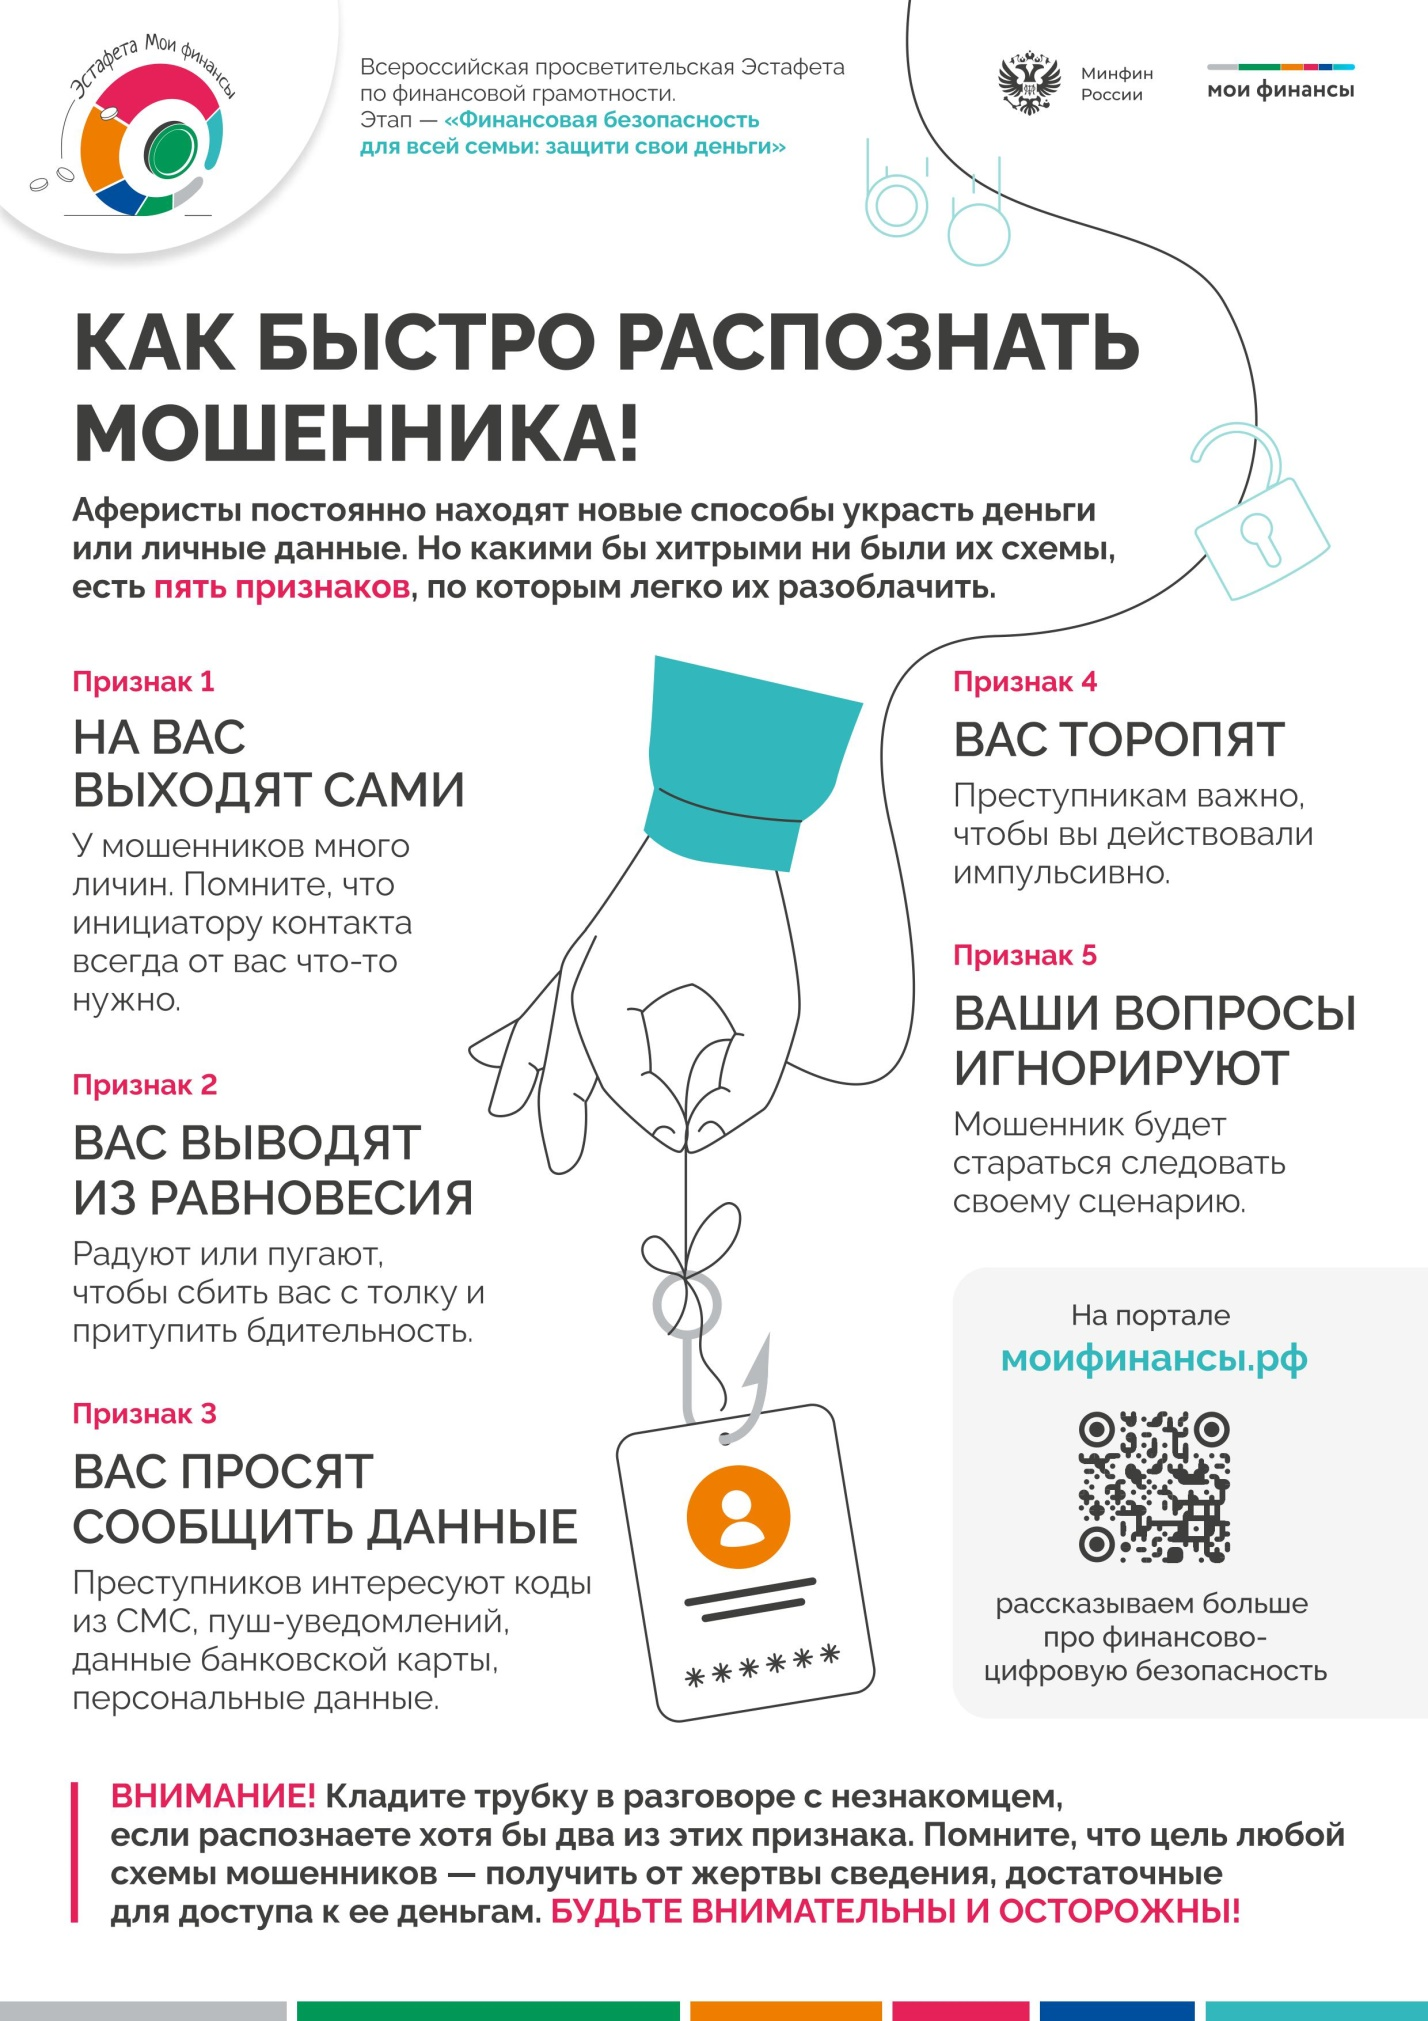 Эстафета Мои финансы
Всероссийская просветительская Эстафета
по финансовой грамотности.
Этап — «Финансовая безопасность
для всей семьи: защити свои деньги»
Минфин
России
мои финансы
КАК БЫСТРО РАСПОЗНАТЬ
МОШЕННИКА!
Аферисты постоянно находят новые способы украсть деньги
или личные данные. Но какими бы хитрыми ни были их схемы,
есть пять признаков, по которым легко их разоблачить.
Признак 1
НА ВАС
ВЫХОДЯТ САМИ
У мошенников много
личин. Помните, что
инициатору контакта
всегда от вас что-то
нужно.
Признак 2
ВАС ВЫВОДЯТ
ИЗ РАВНОВЕСИЯ
Радуют или пугают,
чтобы сбить вас с толку и
притупить бдительность.
Признак 3
ВАС ПРОСЯТ
СООБЩИТЬ ДАННЫЕ
Преступников интересуют коды
из СМС, пуш-уведомлений,
данные банковской карты,
персональные данные.
******
Признак 4
ВАС ТОРОПЯТ
Преступникам важно,
чтобы вы действовали
импульсивно.
Признак 5
ВАШИ ВОПРОСЫ
ИГНОРИРУЮТ
Мошенник будет
стараться следовать
своему сценарию.
На портале
моифинансы.рф
рассказываем больше
про финансово-
цифровую безопасность
ВНИМАНИЕ! Кладите трубку в разговоре с незнакомцем,
если распознаете хотя бы два из этих признака. Помните, что цель любой
схемы мошенников — получить от жертвы сведения, достаточные
для доступа к ее деньгам. БУДЬТЕ ВНИМАТЕЛЬНЫ И ОСТОРОЖНЫ!